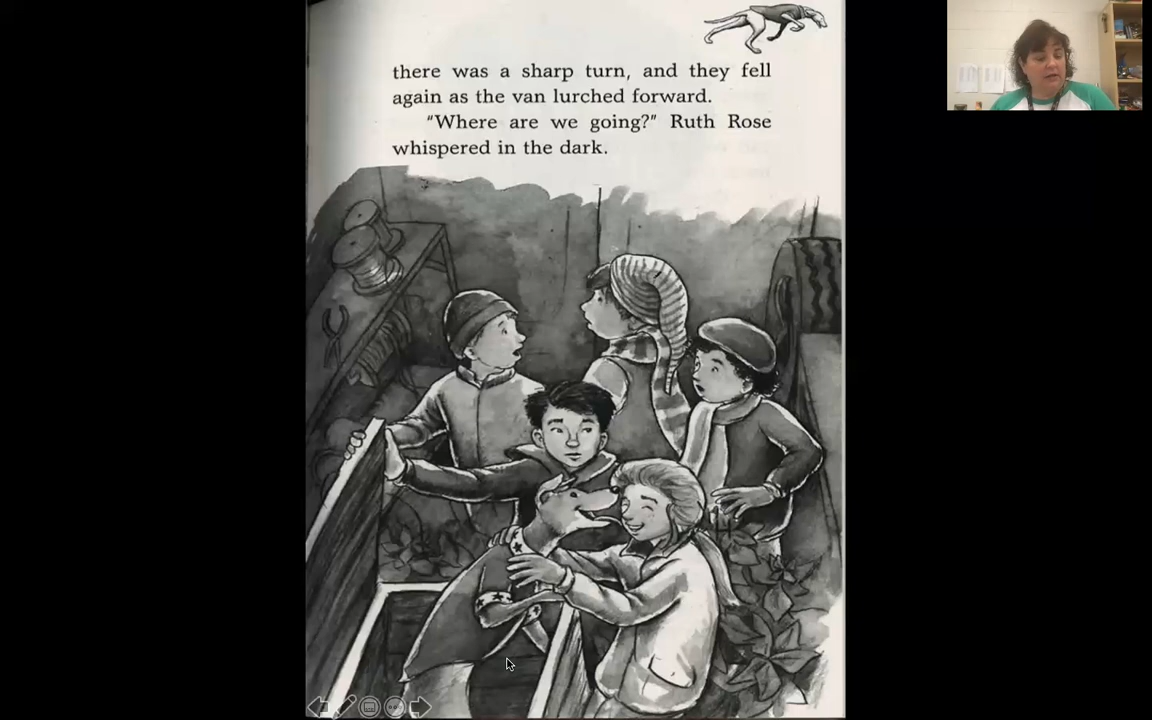 there was a sharp turn, and they fell
again as the van lurched forward.
"Where are we going?" Ruth Rose
whispered in the dark.